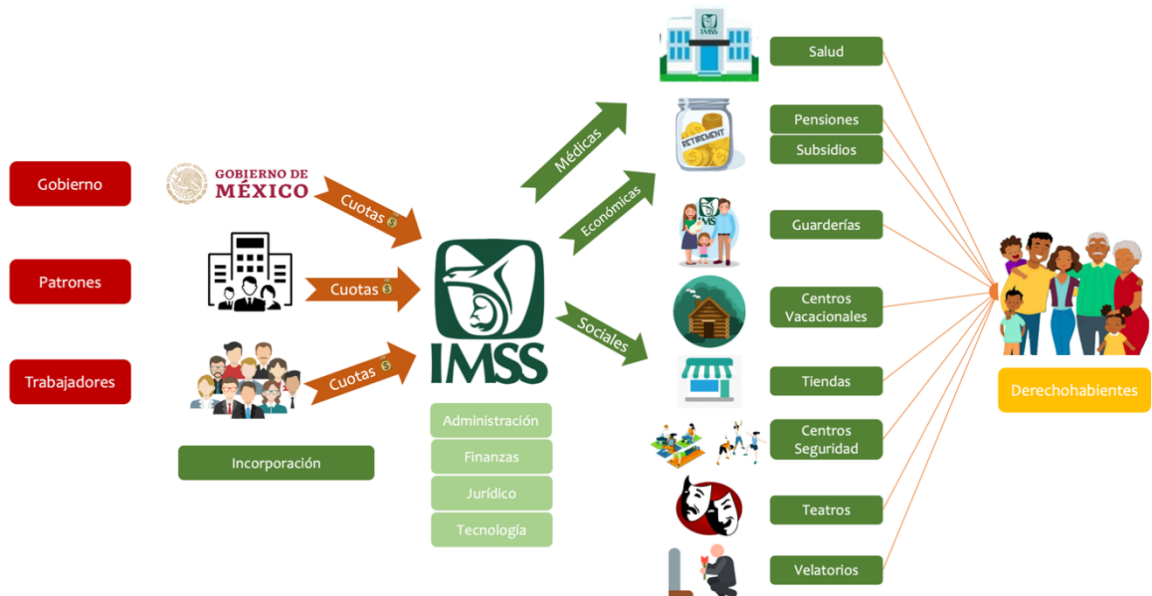 Gobierno
GOBIERNO DE
MÉXICO
Cuotas
Patrones
Cuotas
Trabajadores
Cuotas
Incorporación
IMSS
Administración
Finanzas
Jurídico
Tecnología
Médicas
Económicas
Sociales
IMSS
Salud
RETIREMENT
Pensiones
Subsidios
IMSS
Guarderías
Centros
Vacacionales
Tiendas
Centros
Seguridad
Teatros
Velatorios
Derechohabientes